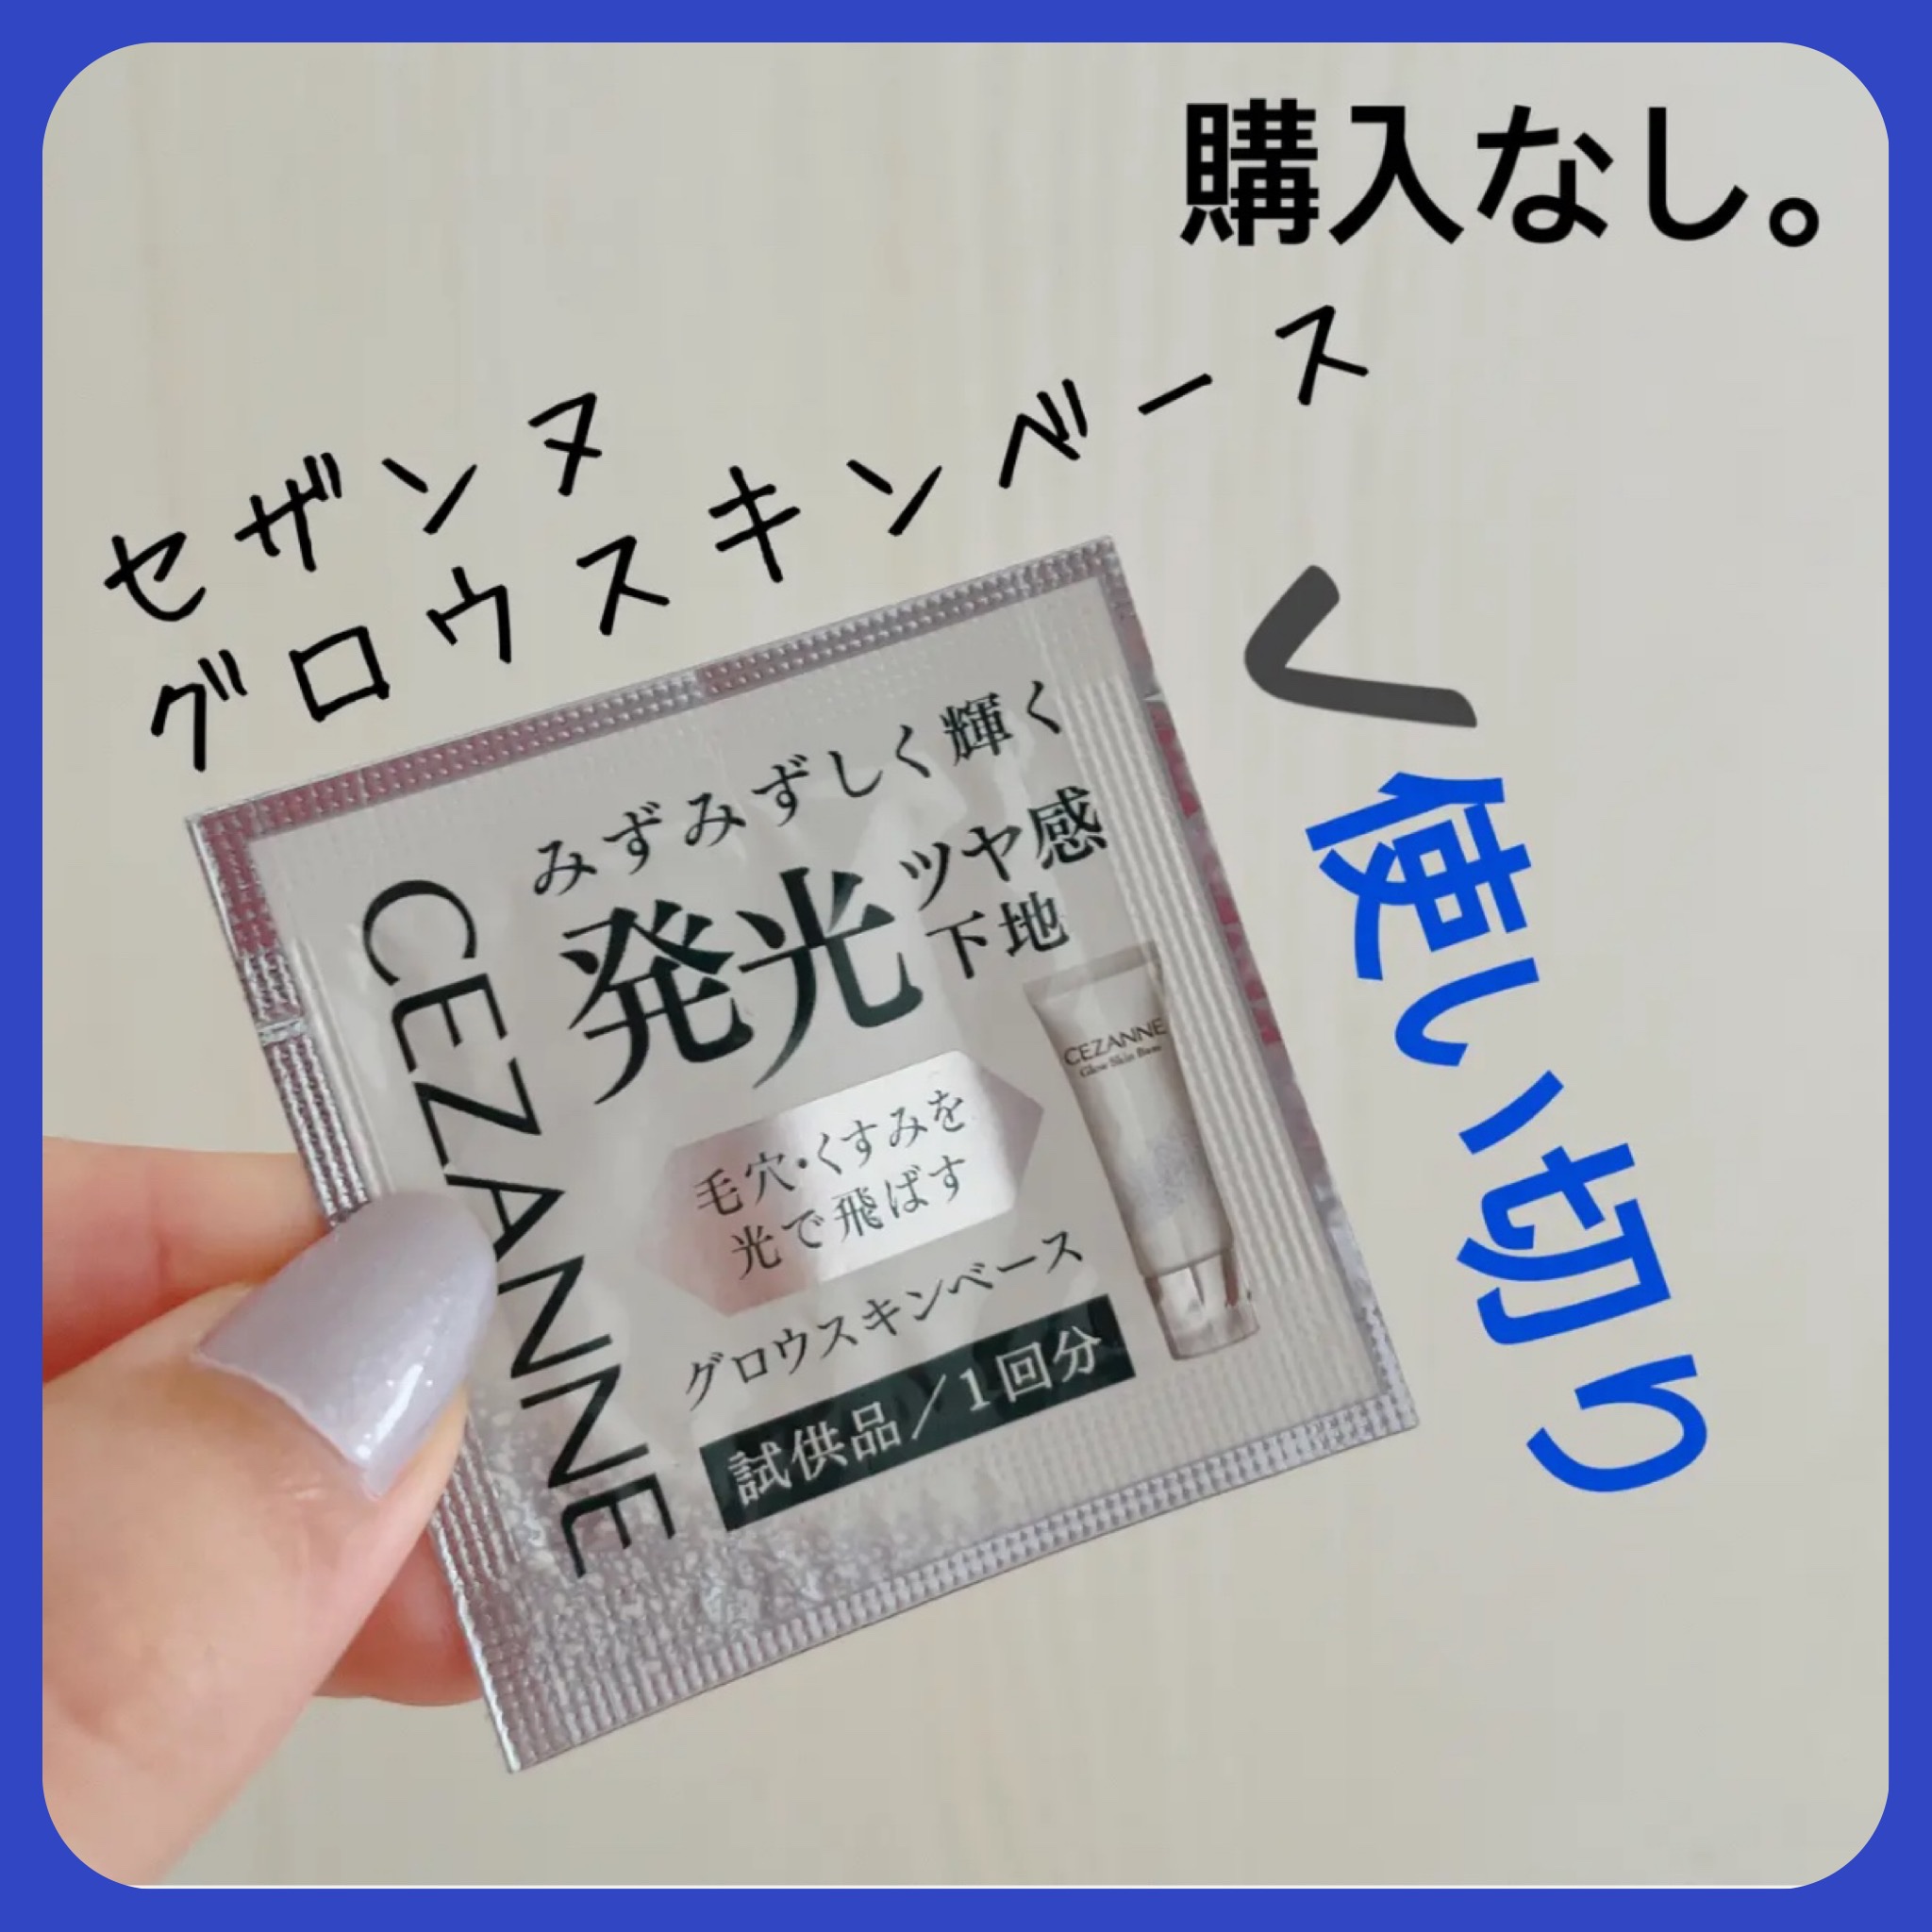 購入なし。
セザンヌ
グロウスキンベース
使い切り
みずみずしく輝く
発光ツヤ感
下地
CEZANNE
CEZANNE
Glow Skin Base
毛穴・くすみを
光で飛ばす
グロウスキンベース
試供品/1回分